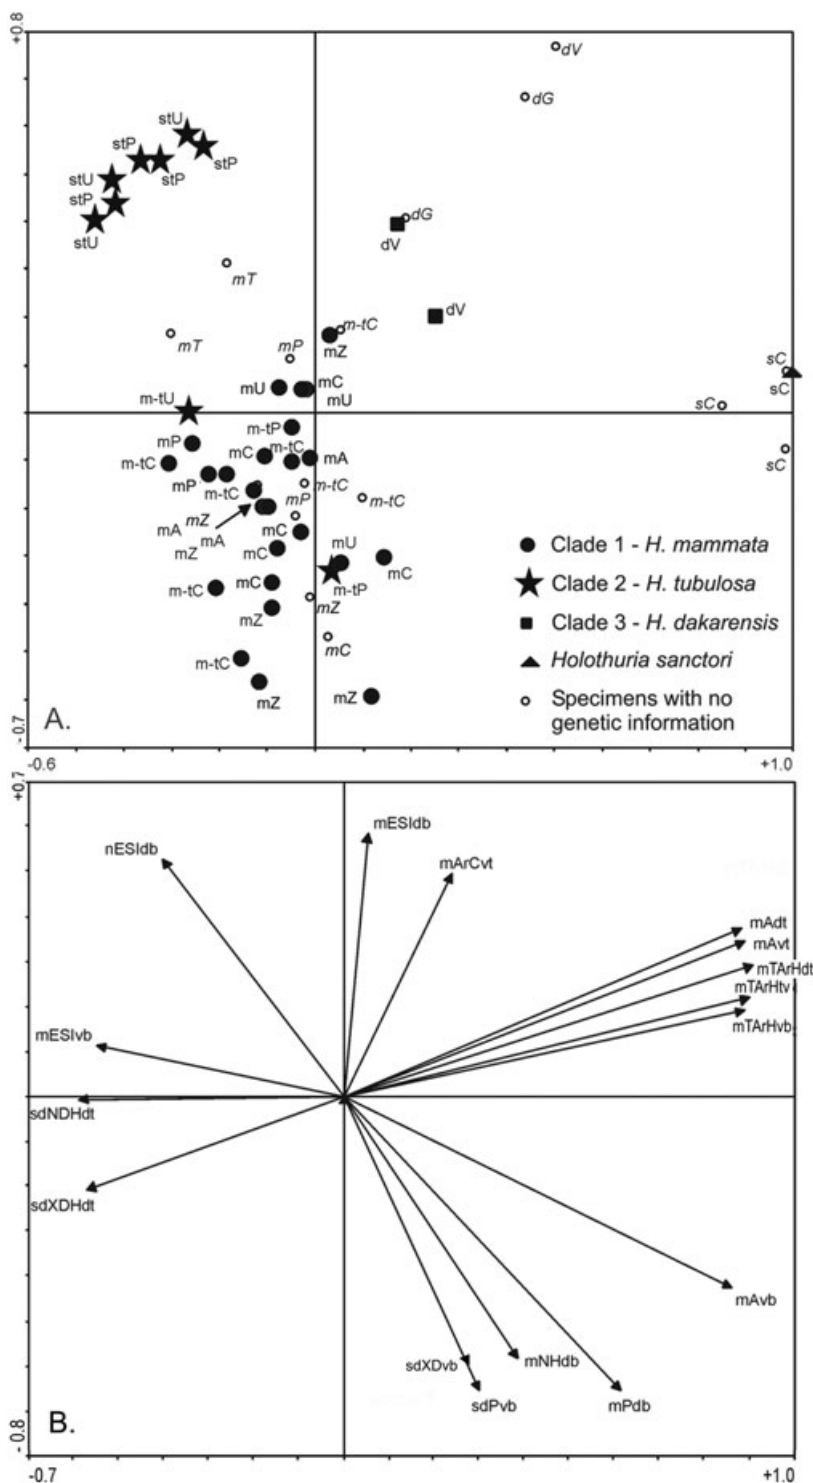 +0.8
dV
dG
stU
stP
stP
stP
stU
stP
stU
dG
dV
mT
dV
m-tC
mT
mP
mZ
sC
mU
mC
mU
sC
sC
m-tU
m-tP
mP
mC
m-tC
mA
m-tC
mP
m-tC
mP
m-tC
m-tC
sC
mA
mZ
mA
mZ
mC
mC
mU
mC
m-tC
mC
m-tP
mZ
mZ
mC
m-tC
mZ
mZ
Clade 1 - H. mammata
Clade 2 - H. tubulosa
Clade 3 - H. dakarensis
Holothuria sanctori
Specimens with no
genetic information
A.
-0.7
-0.6
+1.0
+0.7
nESIdb
mESIdb
mArCvt
mAdt
mAvt
mTArHdt
mTArHtv
mTArHvb
mESIvb
sdNDHdt
sdXDHdt
mAvb
sdXDvb
mNHdb
sdPvb
mPdb
B.
-0.8
-0.7
+1.0